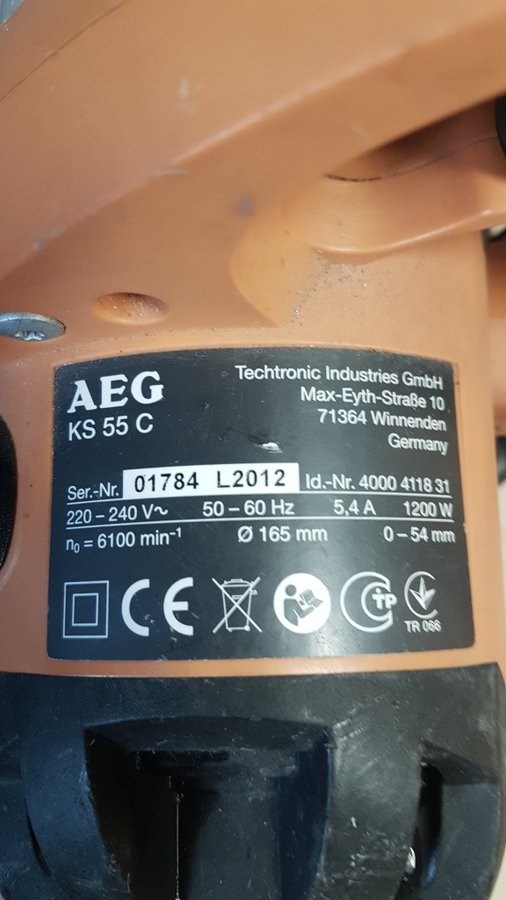 AEG
KS 55 C
Techtronic Industries GmbH
Max-Eyth-Straße 10
71364 Winnenden
Germany
Ser.-Nr. 01784 L2012 Id.-Nr. 4000 4118 31
220 – 240 V~ 50 – 60 Hz 5,4 A 1200 W
n₀ = 6100 min⁻¹ Ø 165 mm 0 – 54 mm
CE TP
TR 066